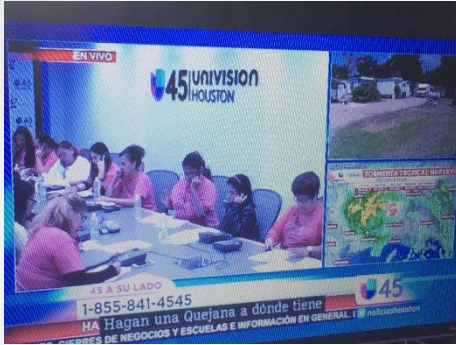 EN VIVO
45 UNIVISION
HOUSTON
TORMENTA TROPICAL HARVEY
45 A SU LADO
1-855-841-4545
45
HA
Hagan una Quejana a dónde tiene
@noticiashouston
CIERRES DE NEGOCIOS Y ESCUELAS E INFORMACIÓN EN GENERAL.